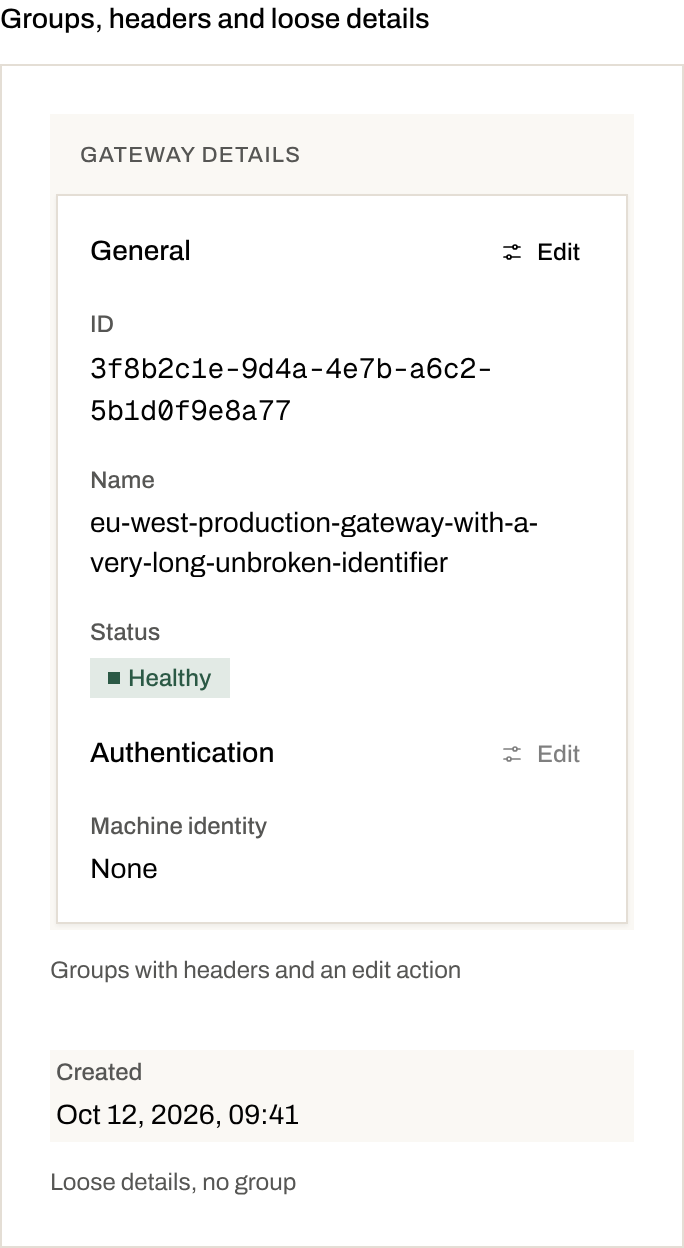 Groups, headers and loose details
GATEWAY DETAILS
General
Edit
ID
3f8b2c1e-9d4a-4e7b-a6c2-
5b1d0f9e8a77
Name
eu-west-production-gateway-with-a-
very-long-unbroken-identifier
Status
Healthy
Authentication
Edit
Machine identity
None
Groups with headers and an edit action
Created
Oct 12, 2026, 09:41
Loose details, no group